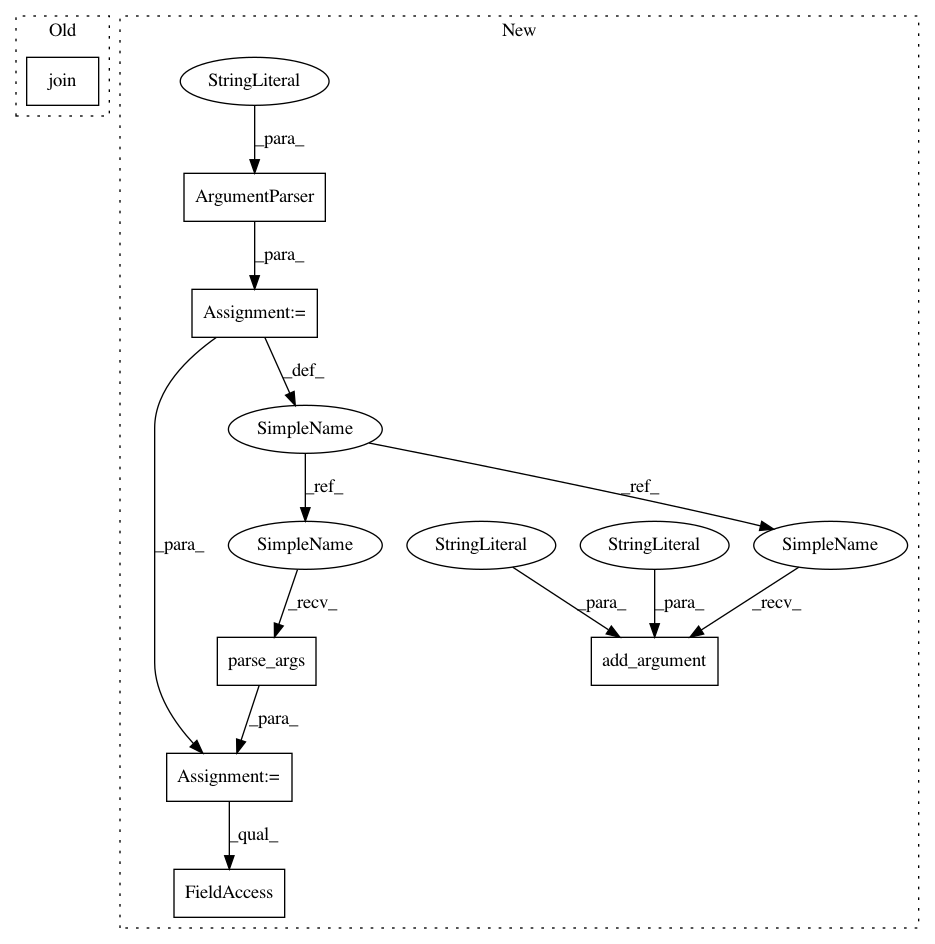 Old
New
join
StringLiteral
_para_
ArgumentParser
_para_
Assignment:=
_def_
SimpleName
_ref_
_ref_
_para_
SimpleName
StringLiteral
StringLiteral
SimpleName
_recv_
_para_
_para_
_recv_
parse_args
add_argument
_para_
Assignment:=
_qual_
FieldAccess